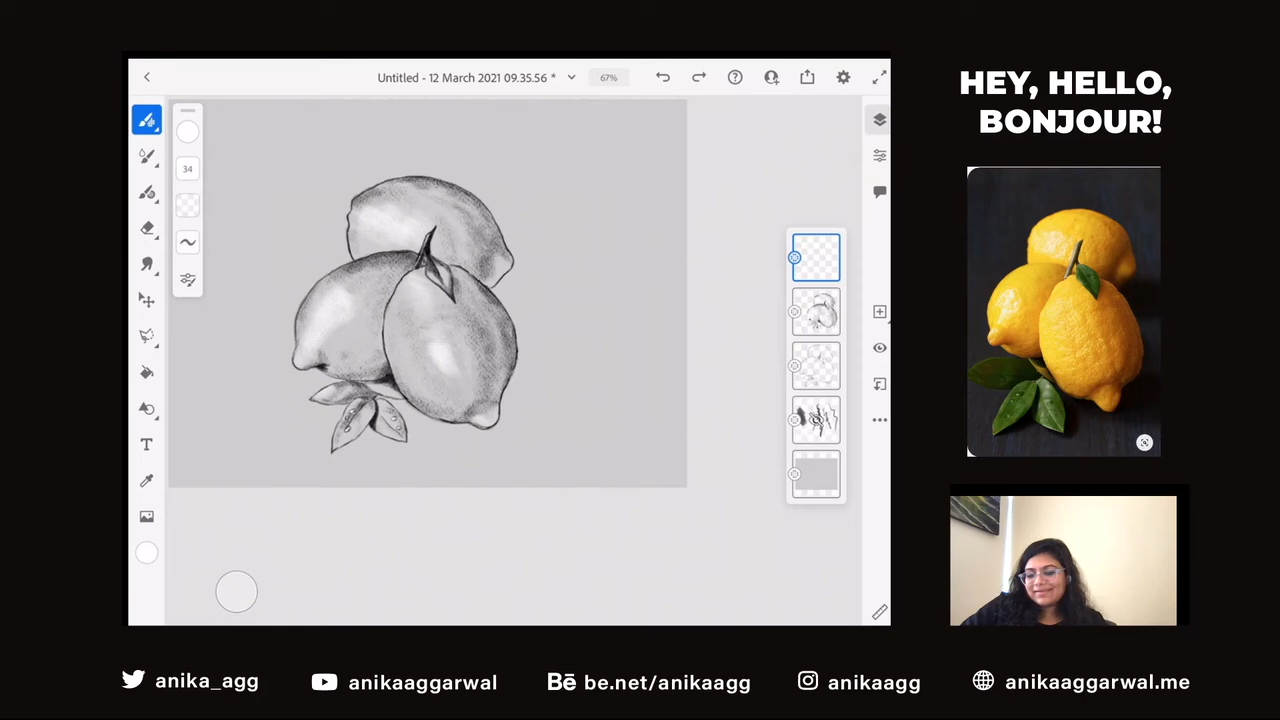 Untitled - 12 March 2021 09.35.56 *
67%
HEY, HELLO,
BONJOUR!
34
T
anika_agg
anikaaggarwal
Bē be.net/anikaagg
anikaagg
anikaaggarwal.me